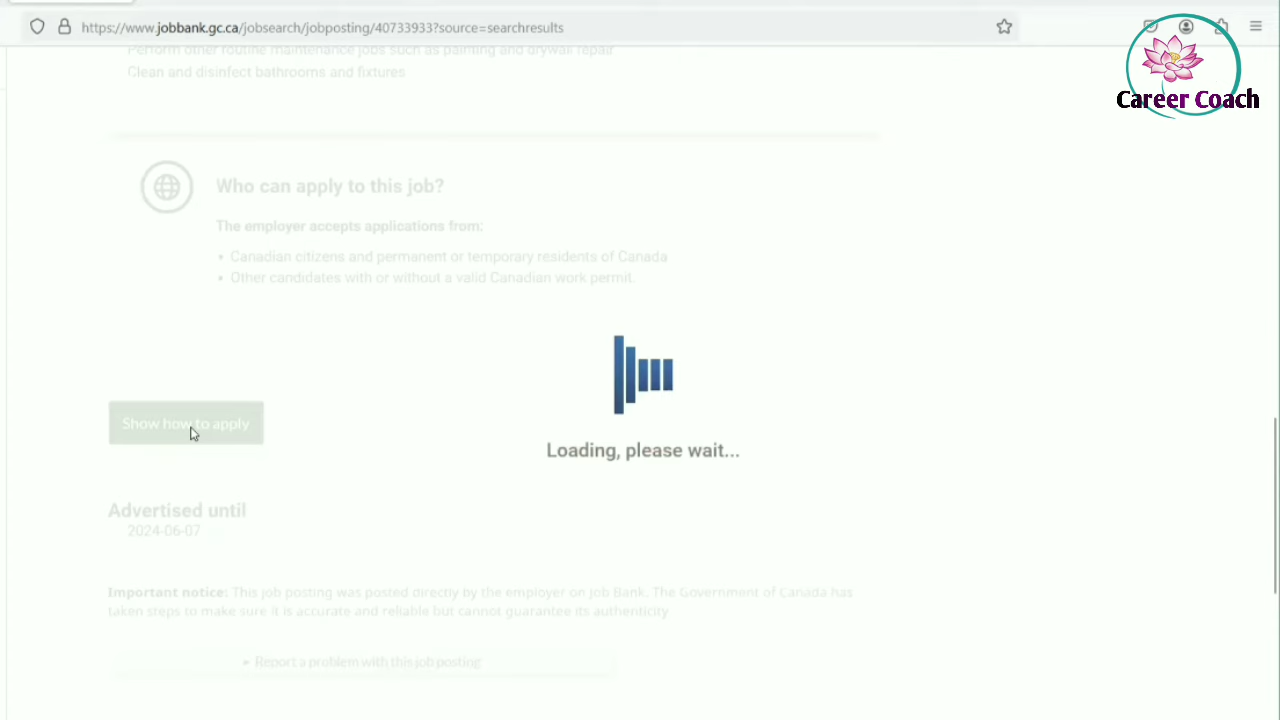 https://www.jobbank.gc.ca/jobsearch/jobposting/40733933?source=searchresults
Career Coach
Perform other routine maintenance jobs such as painting and drywall repair
Clean and disinfect bathrooms and fixtures
Who can apply to this job?
The employer accepts applications from:
• Canadian citizens and permanent or temporary residents of Canada
• Other candidates with or without a valid Canadian work permit.
Show how to apply
Loading, please wait...
Advertised until
2024-06-07
Important notice: This job posting was posted directly by the employer on Job Bank. The Government of Canada has
taken steps to make sure it is accurate and reliable but cannot guarantee its authenticity
▸ Report a problem with this job posting